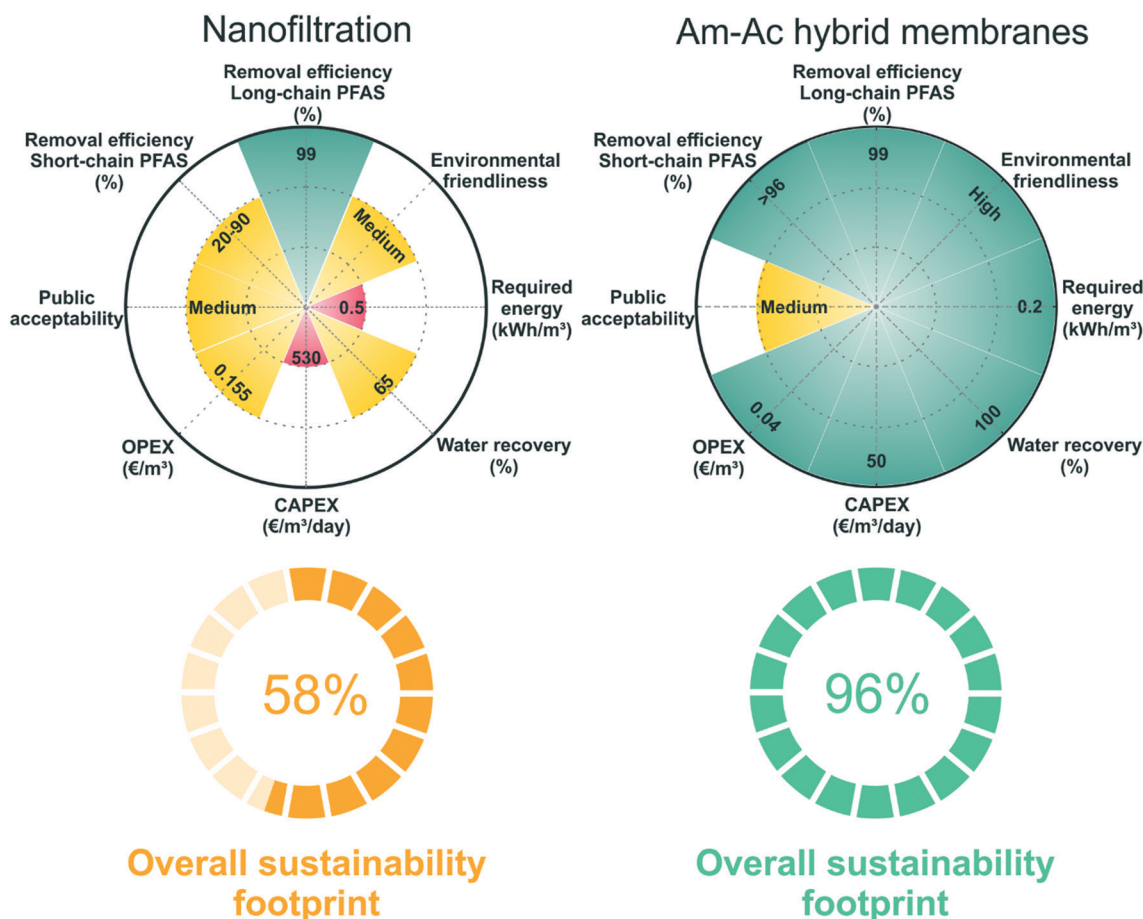 Nanofiltration
Removal efficiency
Long-chain PFAS
(%)
Removal efficiency
Short-chain PFAS
(%)
Environmental
friendliness
99
20-90
Medium
Public
acceptability
Medium
0.5
Required
energy
(kWh/m³)
0.155
530
65
OPEX
(€/m³)
Water recovery
(%)
CAPEX
(€/m³/day)
58%
Overall sustainability
footprint
Am-Ac hybrid membranes
Removal efficiency
Long-chain PFAS
(%)
Removal efficiency
Short-chain PFAS
(%)
Environmental
friendliness
99
>96
High
Public
acceptability
Medium
0.2
Required
energy
(kWh/m³)
0.04
50
100
OPEX
(€/m³)
Water recovery
(%)
CAPEX
(€/m³/day)
96%
Overall sustainability
footprint